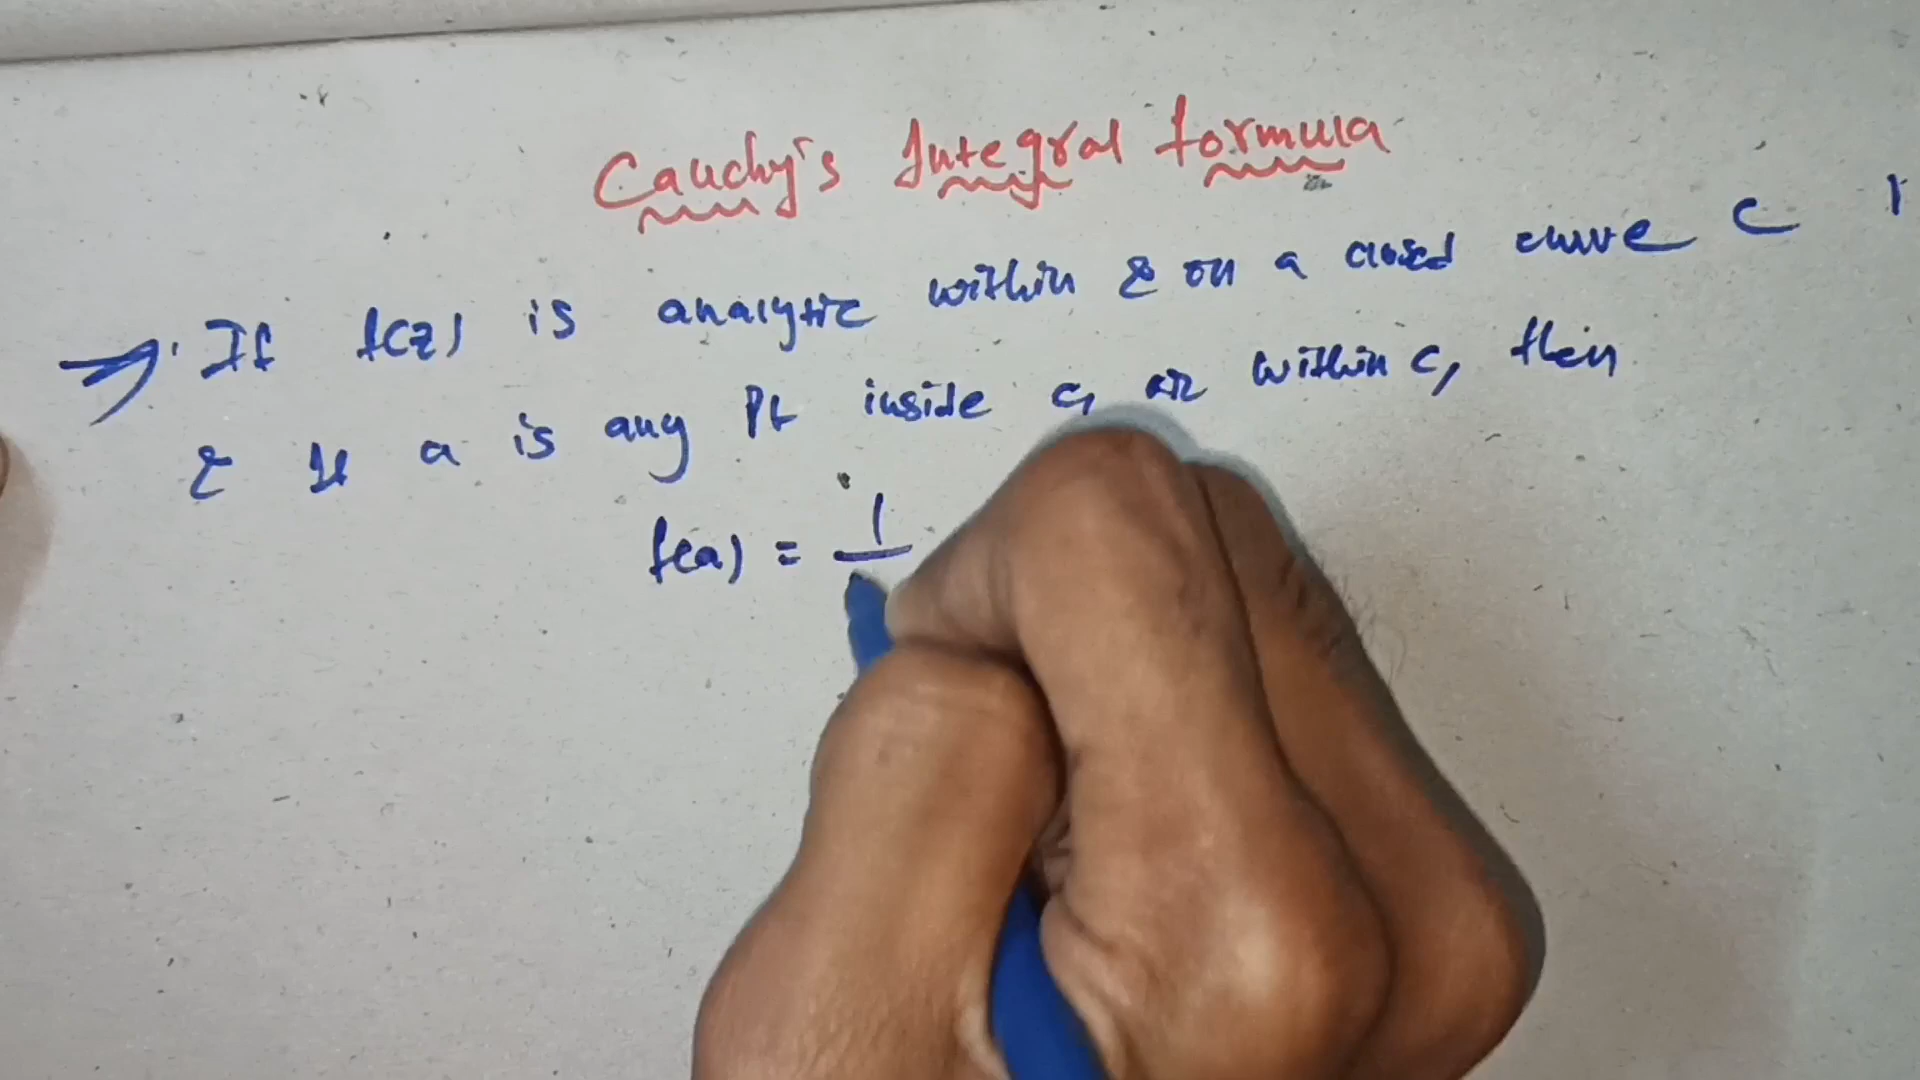 Cauchy's Integral formula
If f(z) is analytic within & on a closed curve C
& If a is any Pt inside C, or within C, then
f(a) = 1